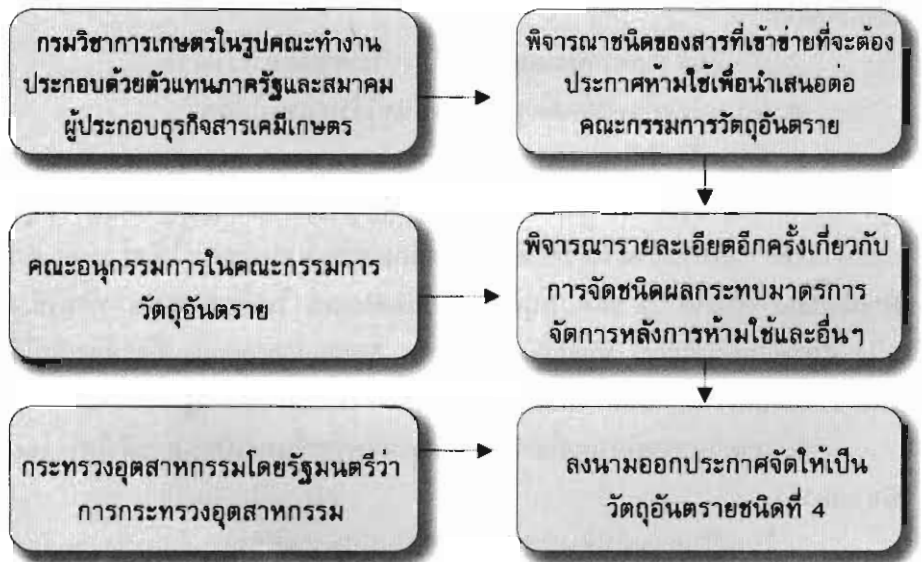 กรมวิชาการเกษตรในรูปคณะทำงาน
ประกอบด้วยตัวแทนภาครัฐและสมาคม
ผู้ประกอบธุรกิจสารเคมีเกษตร
พิจารณาชนิดของสารที่เข้าข่ายที่จะต้อง
ประกาศห้ามใช้เพื่อนำเสนอต่อ
คณะกรรมการวัตถุอันตราย
คณะอนุกรรมการในคณะกรรมการ
วัตถุอันตราย
พิจารณารายละเอียดอีกครั้งเกี่ยวกับ
การจัดชนิดผลกระทบมาตรการ
จัดการหลังการห้ามใช้และอื่นๆ
กระทรวงอุตสาหกรรมโดยรัฐมนตรีว่า
การกระทรวงอุตสาหกรรม
ลงนามออกประกาศจัดให้เป็น
วัตถุอันตรายชนิดที่ 4